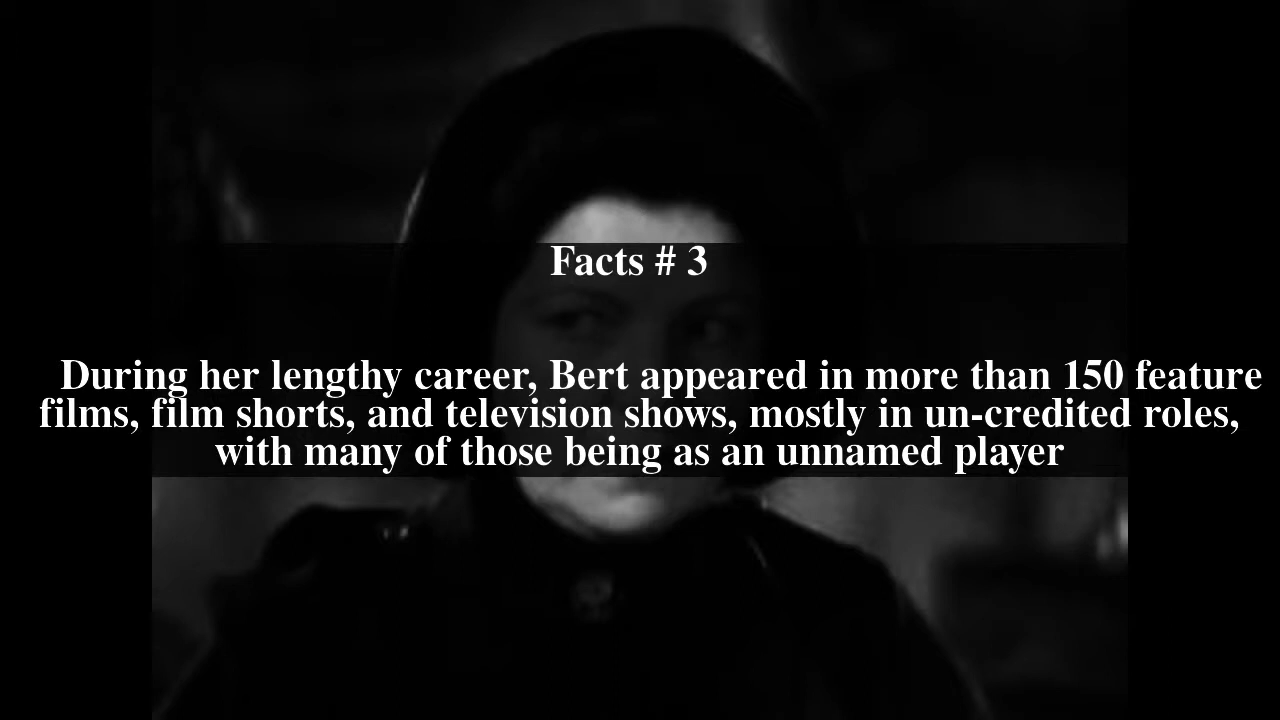 Facts # 3
During her lengthy career, Bert appeared in more than 150 feature
films, film shorts, and television shows, mostly in un-credited roles,
with many of those being as an unnamed player